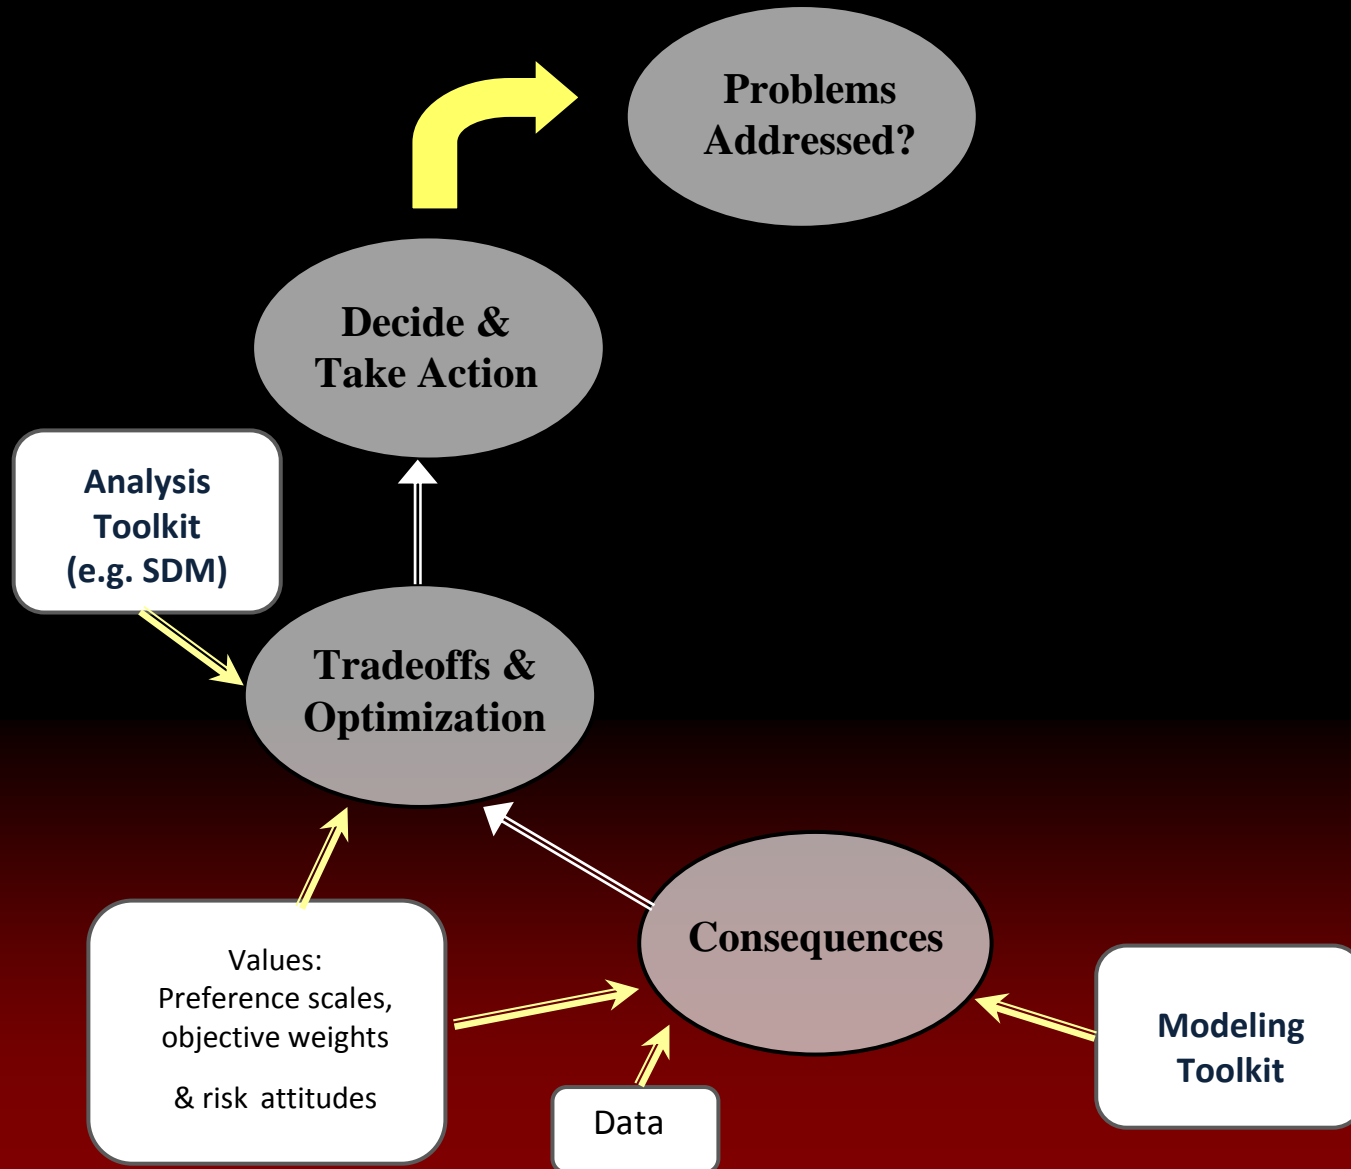 Problems
Addressed?
Decide &
Take Action
Analysis
Toolkit
(e.g. SDM)
Tradeoffs &
Optimization
Consequences
Values:
Preference scales,
objective weights
& risk attitudes
Modeling
Toolkit
Data